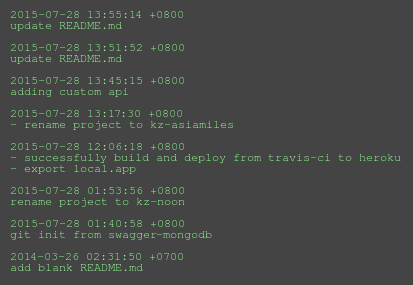 2015-07-28 13:55:14 +0800
update README.md
2015-07-28 13:51:52 +0800
update README.md
2015-07-28 13:45:15 +0800
adding custom api
2015-07-28 13:17:30 +0800
- rename project to kz-asiamiles
2015-07-28 12:06:18 +0800
- successfully build and deploy from travis-ci to heroku
- export local.app
2015-07-28 01:53:56 +0800
rename project to kz-noon
2015-07-28 01:40:58 +0800
git init from swagger-mongodb
2014-03-26 02:31:50 +0700
add blank README.md